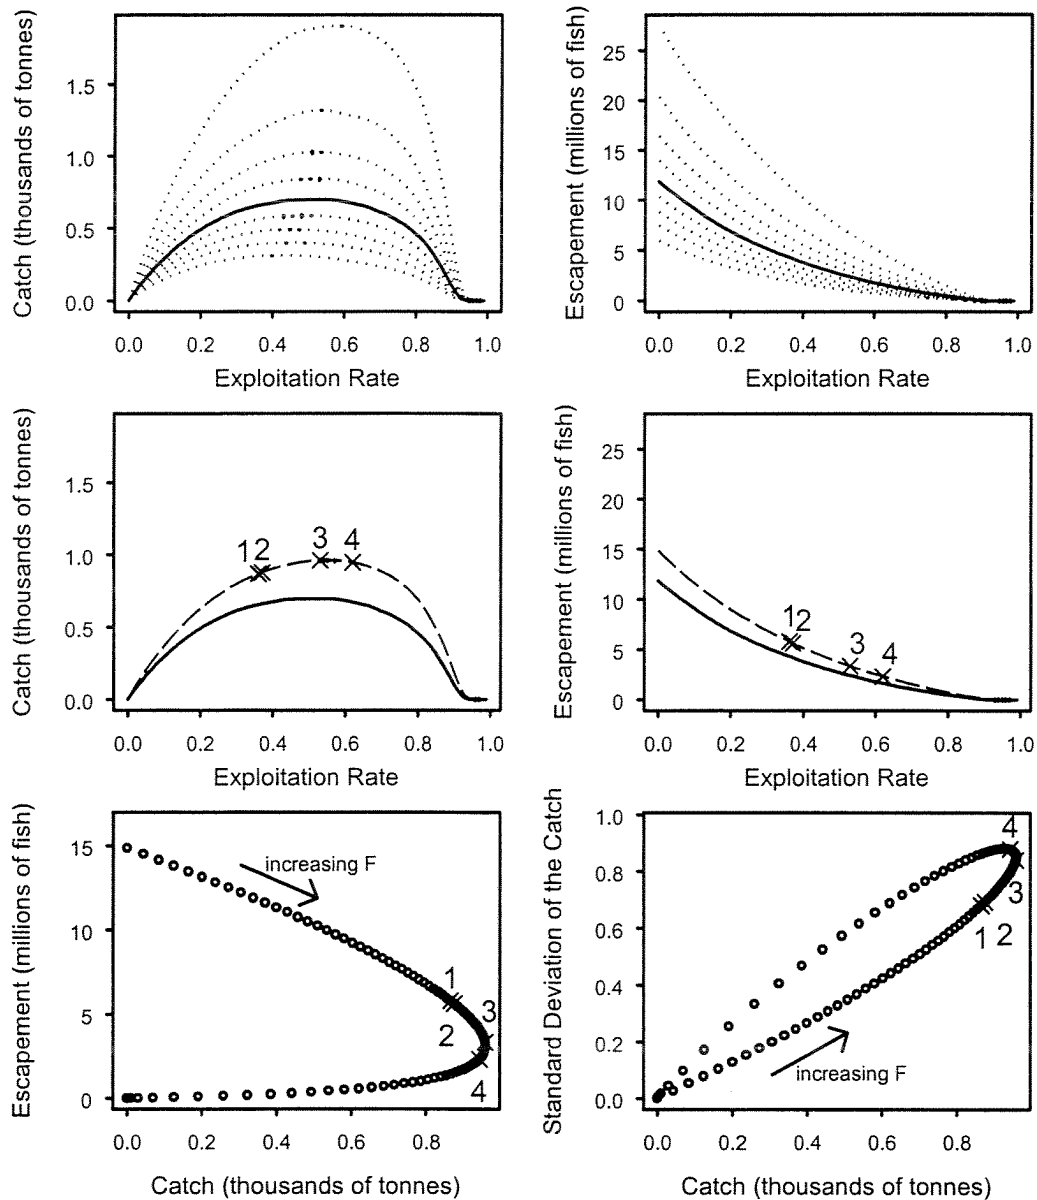 Catch (thousands of tonnes)
1.5
1.0
0.5
0.0
0.0 0.2 0.4 0.6 0.8 1.0
Exploitation Rate
Escapement (millions of fish)
25
20
15
10
5
0
0.0 0.2 0.4 0.6 0.8 1.0
Exploitation Rate
Catch (thousands of tonnes)
1.5
1.0
0.5
0.0
12 3 4
0.0 0.2 0.4 0.6 0.8 1.0
Exploitation Rate
Escapement (millions of fish)
25
20
15
10
5
0
12 3 4
0.0 0.2 0.4 0.6 0.8 1.0
Exploitation Rate
Escapement (millions of fish)
15
10
5
0
increasing F
1
3
2
4
0.0 0.2 0.4 0.6 0.8
Catch (thousands of tonnes)
Standard Deviation of the Catch
1.0
0.8
0.6
0.4
0.2
0.0
4
3
1 2
increasing F
0.0 0.2 0.4 0.6 0.8
Catch (thousands of tonnes)